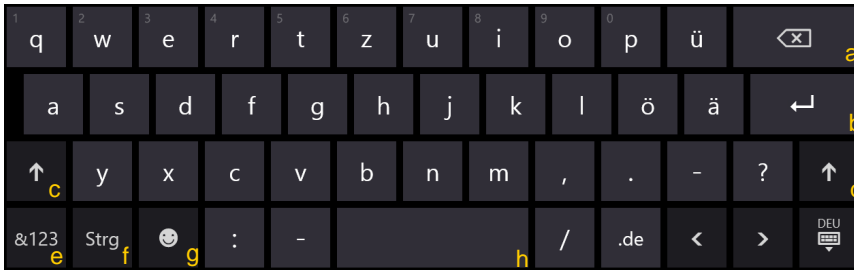 1 q 2 w 3 e 4 r 5 t 6 z 7 u 8 i 9 o 0 p ü a
a s d f g h j k l ö ä b
c y x c v b n m , . - ? c
&123 e Strg f g : - h / .de < > DEU